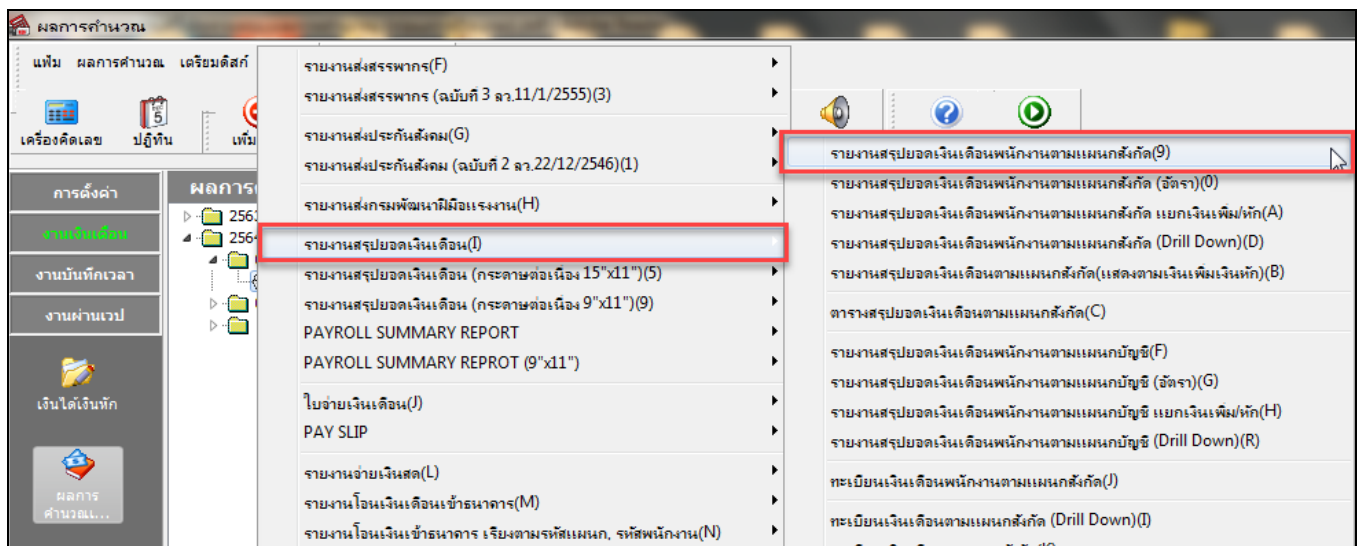 ผลการคำนวณ
แฟ้ม ผลการคำนวณ เตรียมดิสก์
เครื่องคิดเลข ปฏิทิน เพิ่ม
การตั้งค่า
งานเงินเดือน
งานบันทึกเวลา
งานผ่านเวป
เงินได้เงินหัก
ผลการ
คำนวณเ...
ผลการ
2563
2564
รายงานส่งสรรพากร(F)
รายงานส่งสรรพากร (ฉบับที่ 3 ลว.11/1/2555)(3)
รายงานส่งประกันสังคม(G)
รายงานส่งประกันสังคม (ฉบับที่ 2 ลว.22/12/2546)(1)
รายงานส่งกรมพัฒนาฝีมือแรงงาน(H)
รายงานสรุปยอดเงินเดือน(I)
รายงานสรุปยอดเงินเดือน (กระดาษต่อเนื่อง 15"x11")(5)
รายงานสรุปยอดเงินเดือน (กระดาษต่อเนื่อง 9"x11")(9)
PAYROLL SUMMARY REPORT
PAYROLL SUMMARY REPROT (9"x11")
ใบจ่ายเงินเดือน(J)
PAY SLIP
รายงานจ่ายเงินสด(L)
รายงานโอนเงินเดือนเข้าธนาคาร(M)
รายงานโอนเงินเข้าธนาคาร เรียงตามรหัสแผนก, รหัสพนักงาน(N)
รายงานสรุปยอดเงินเดือนพนักงานตามแผนกสังกัด(9)
รายงานสรุปยอดเงินเดือนพนักงานตามแผนกสังกัด (อัตรา)(0)
รายงานสรุปยอดเงินเดือนพนักงานตามแผนกสังกัด แยกเงินเพิ่ม/หัก(A)
รายงานสรุปยอดเงินเดือนพนักงานตามแผนกสังกัด (Drill Down)(D)
รายงานสรุปยอดเงินเดือนตามแผนกสังกัด(แสดงตามเงินเพิ่มเงินหัก)(B)
ตารางสรุปยอดเงินเดือนตามแผนกสังกัด(C)
รายงานสรุปยอดเงินเดือนพนักงานตามแผนกบัญชี(F)
รายงานสรุปยอดเงินเดือนพนักงานตามแผนกบัญชี (อัตรา)(G)
รายงานสรุปยอดเงินเดือนพนักงานตามแผนกบัญชี แยกเงินเพิ่ม/หัก(H)
รายงานสรุปยอดเงินเดือนพนักงานตามแผนกบัญชี (Drill Down)(R)
ทะเบียนเงินเดือนพนักงานตามแผนกสังกัด(J)
ทะเบียนเงินเดือนตามแผนกสังกัด (Drill Down)(I)